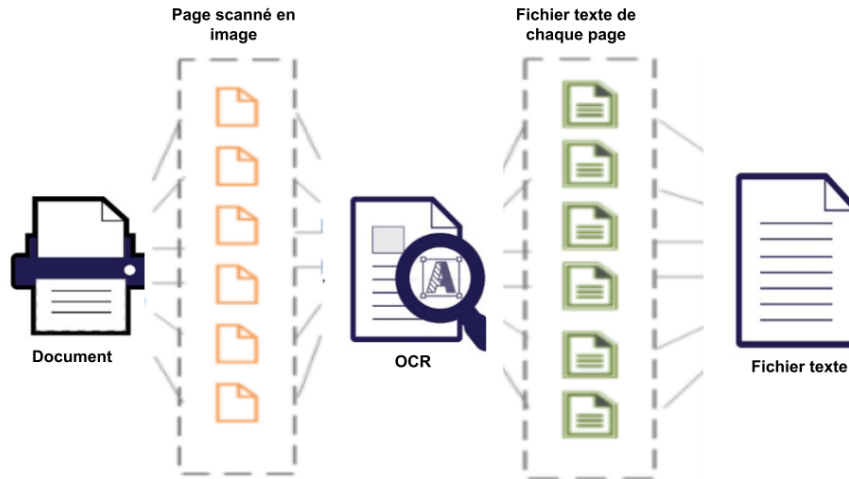 Page scanné en
image
Fichier texte de
chaque page
Document
A
OCR
Fichier texte